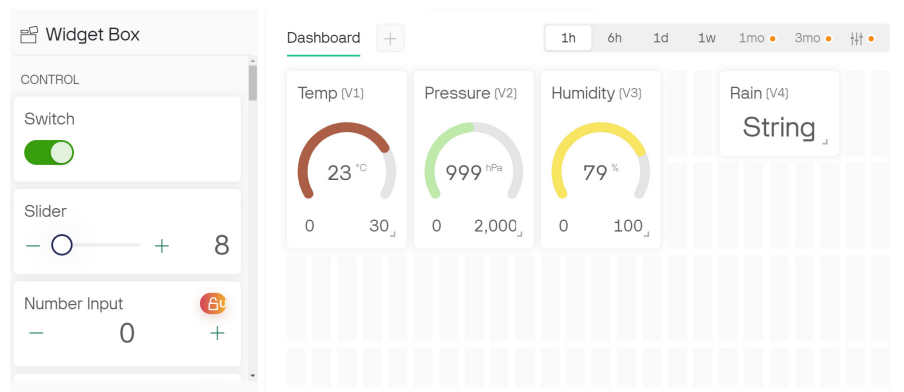 Widget Box
CONTROL
Switch
Slider
8
Number Input
0
Dashboard
1h 6h 1d 1w 1mo 3mo
Temp (V1)
23 °C
0 30
Pressure (V2)
999 hPa
0 2,000
Humidity (V3)
79 %
0 100
Rain (V4)
String